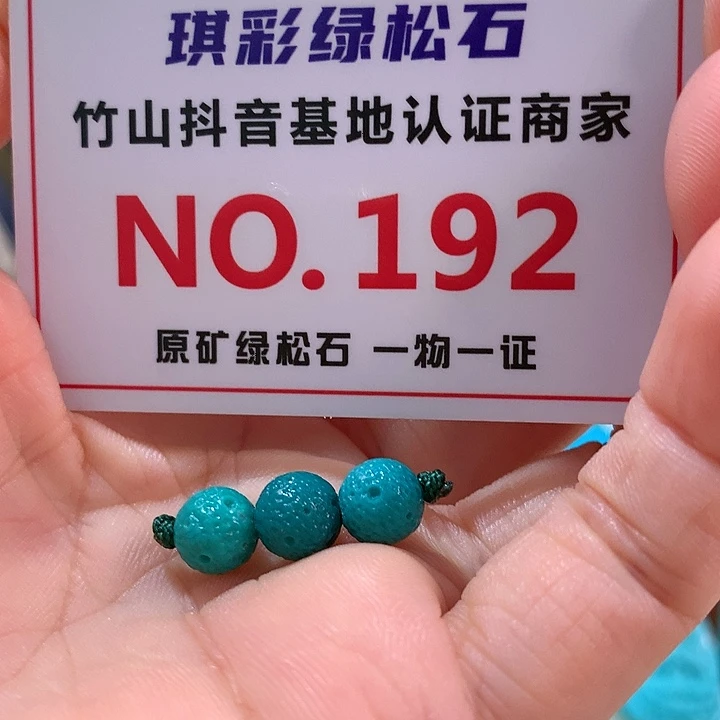 琪彩绿松石
竹山抖音基地认证商家
NO.192
原矿绿松石 一物一证